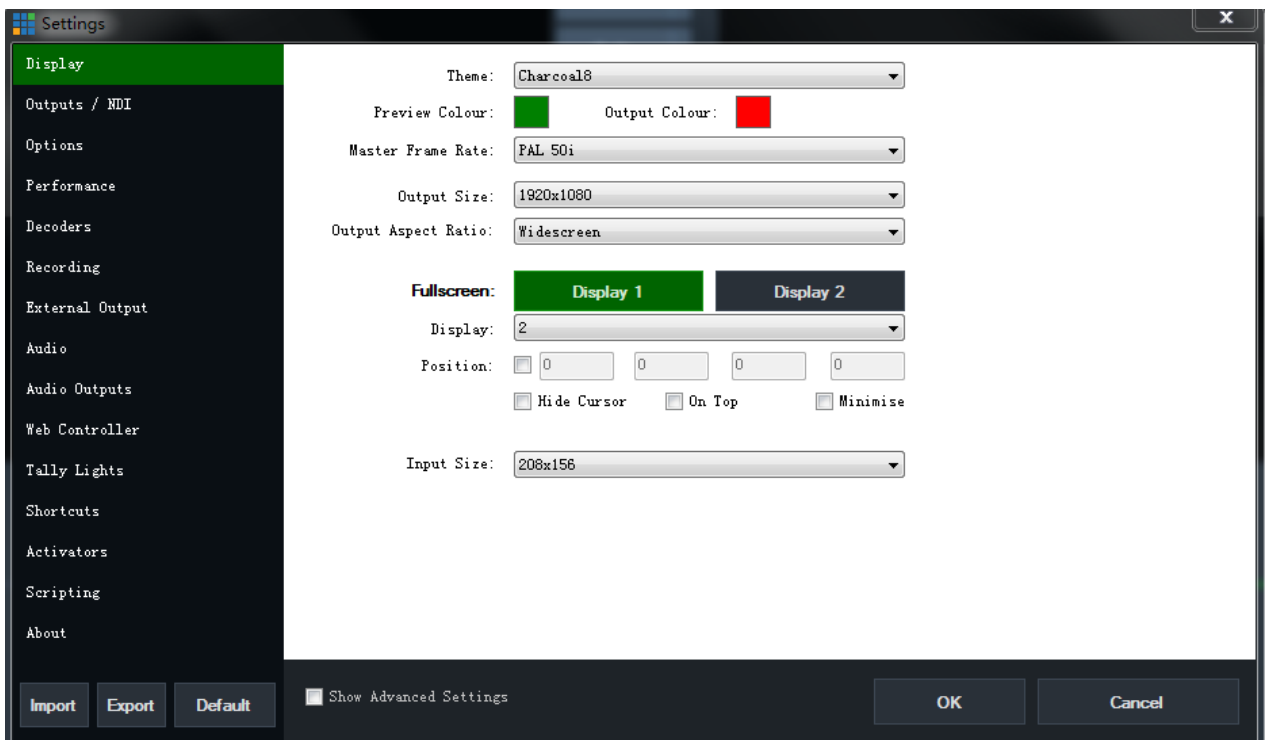 Settings
x
Display
Outputs / NDI
Options
Performance
Decoders
Recording
External Output
Audio
Audio Outputs
Web Controller
Tally Lights
Shortcuts
Activators
Scripting
About
Import Export Default
Theme: Charcoal8
Preview Colour: Output Colour:
Master Frame Rate: PAL 50i
Output Size: 1920x1080
Output Aspect Ratio: Widescreen
Fullscreen: Display 1 Display 2
Display: 2
Position: 0 0 0 0
Hide Cursor On Top Minimise
Input Size: 208x156
Show Advanced Settings OK Cancel